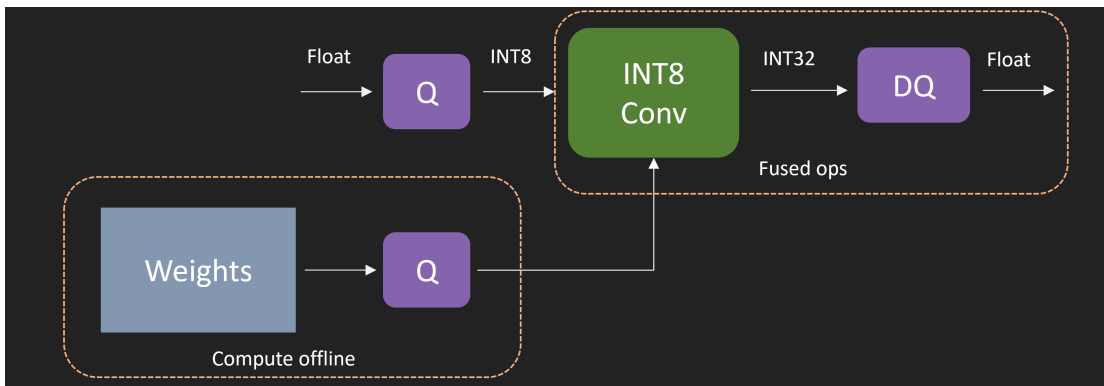 Float
Q
INT8
INT8
Conv
INT32
DQ
Float
Fused ops
Weights
Q
Compute offline